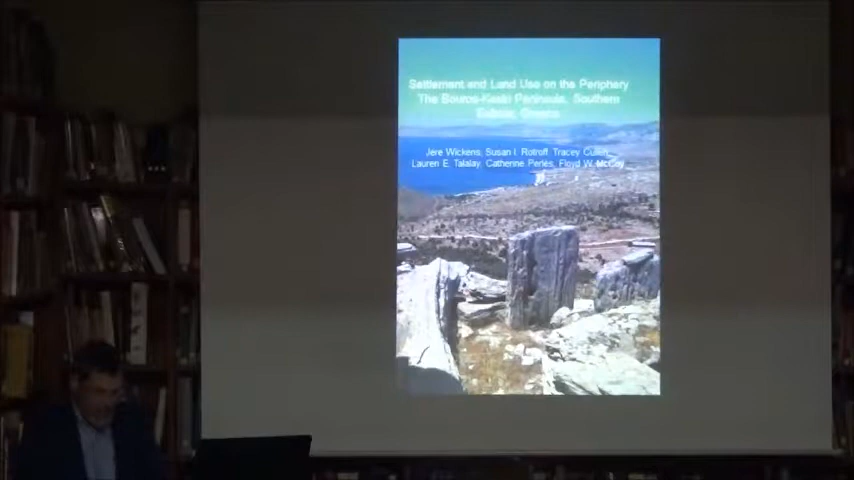 Settlement and Land Use on the Periphery
The Bouros-Kastri Peninsula, Southern
Euboia, Greece
Jere Wickens, Susan I. Rotroff Tracey Cullen,
Lauren E. Talalay, Catherine Perlès, Floyd W. McCoy